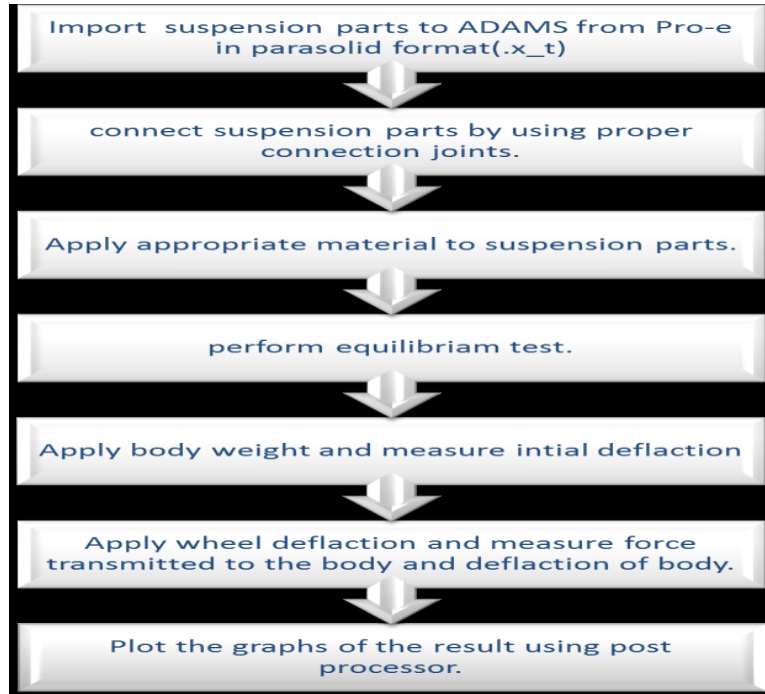 Import suspension parts to ADAMS from Pro-e
in parasolid format(.x_t)
connect suspension parts by using proper
connection joints.
Apply appropriate material to suspension parts.
perform equilibriam test.
Apply body weight and measure intial deflaction
Apply wheel deflaction and measure force
transmitted to the body and deflaction of body.
Plot the graphs of the result using post
processor.